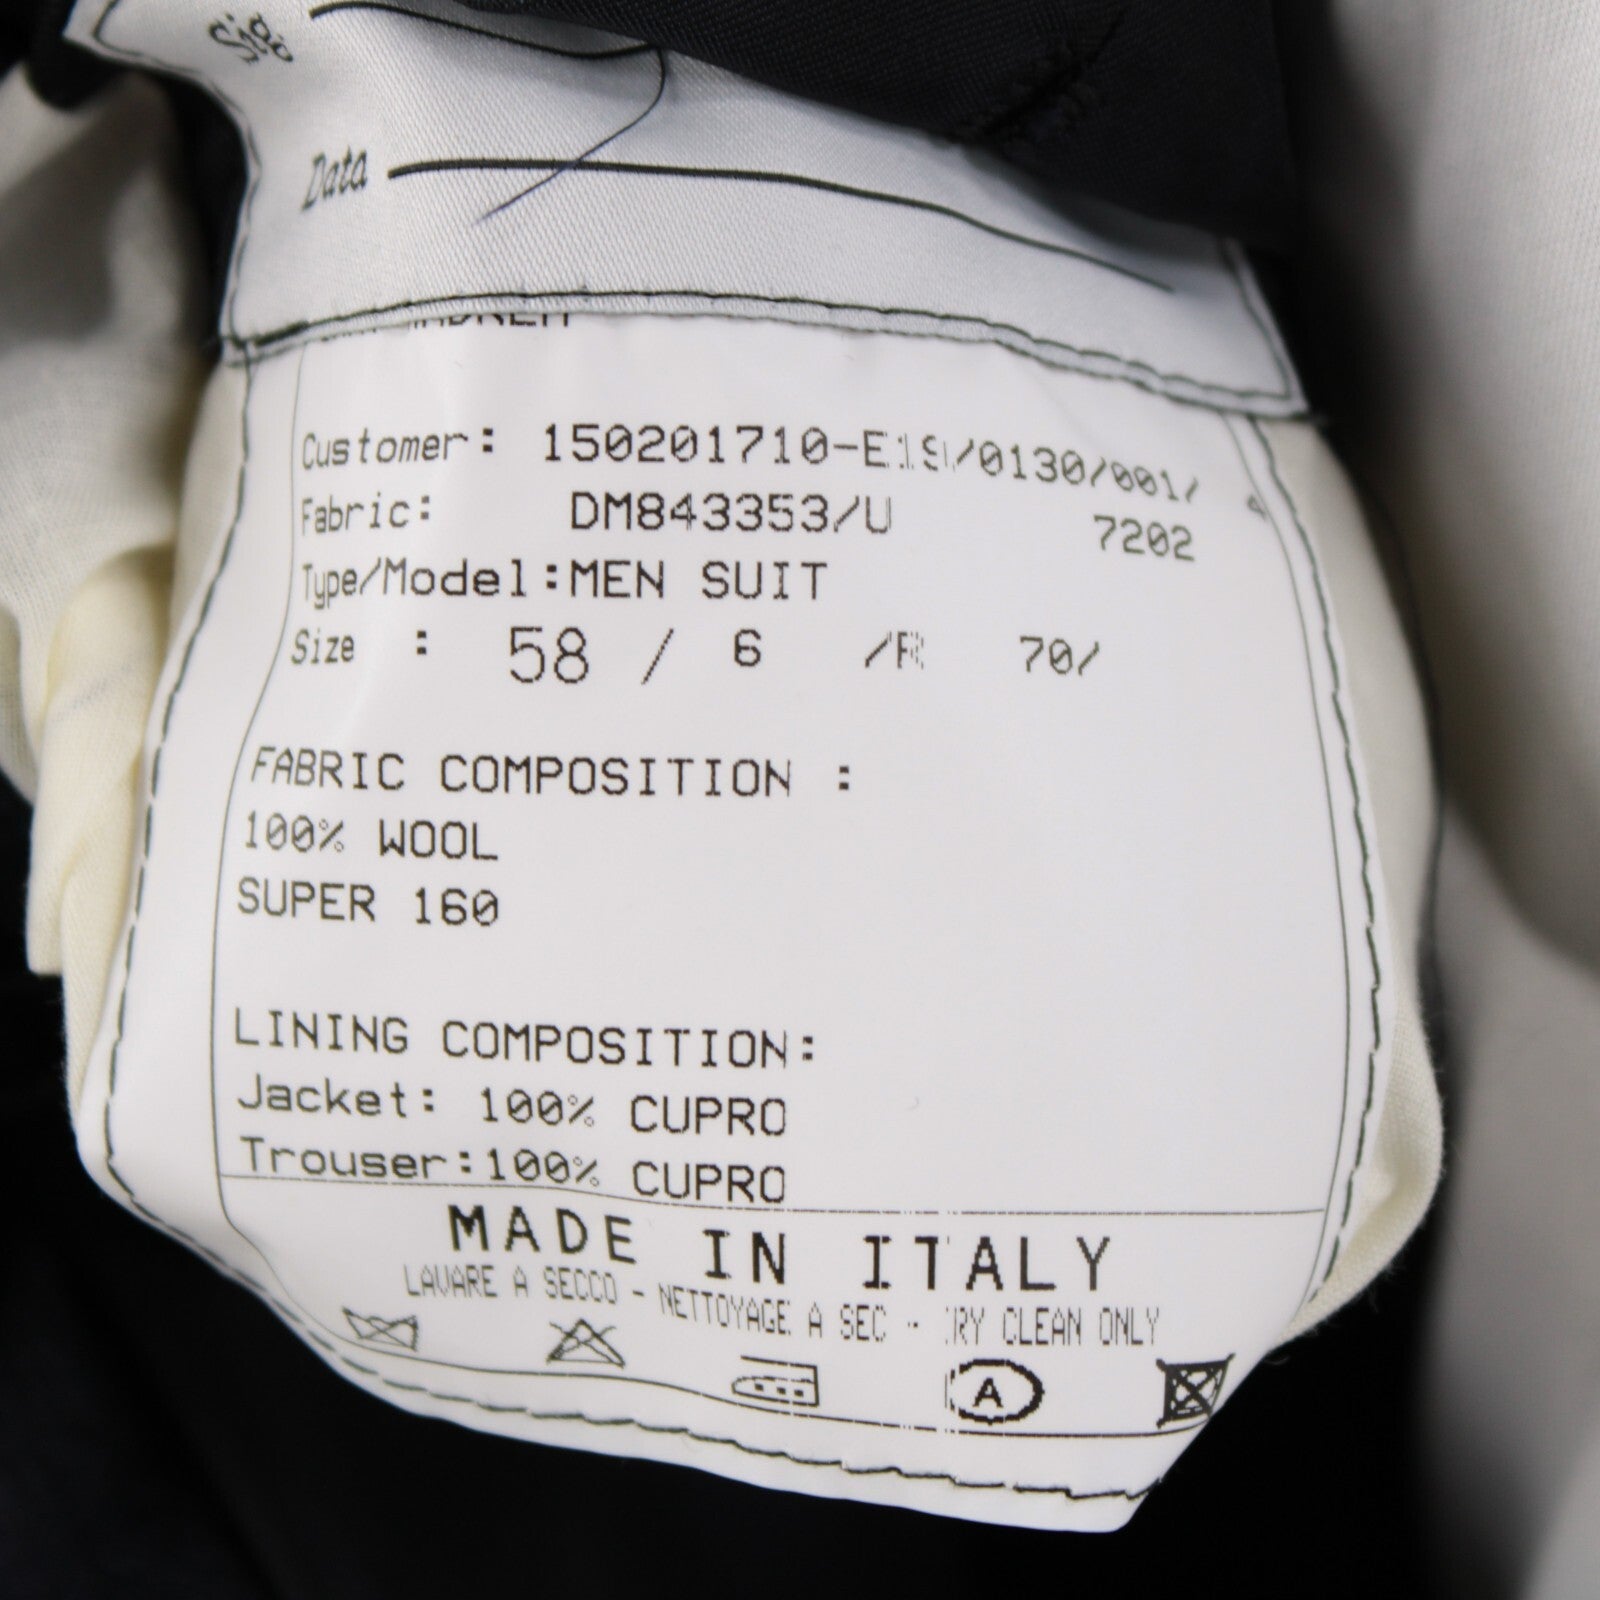 Sig.
Data
Customer: 150201710-E19/0130/001/
Fabric: DM843353/U 7202
Type/Model:MEN SUIT
Size : 58 / 6 /R 70/
FABRIC COMPOSITION :
100% WOOL
SUPER 160
LINING COMPOSITION:
Jacket: 100% CUPRO
Trouser:100% CUPRO
MADE IN ITALY
LAVARE A SECCO - NETTOYAGE A SEC - DRY CLEAN ONLY
A